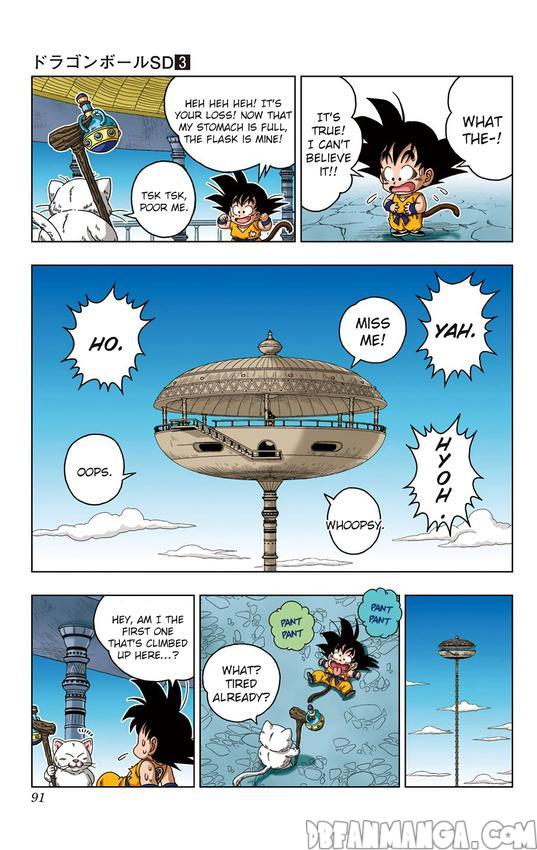 ドラゴンボールSD3
WHAT
THE-!
IT'S
TRUE!
I CAN'T
BELIEVE
IT!!
HEH HEH HEH! IT'S
YOUR LOSS! NOW THAT
MY STOMACH IS FULL,
THE FLASK IS MINE!
TSK TSK,
POOR ME.
YAH.
MISS
ME!
HO.
HYOH.
WHOOPSY.
OOPS.
PANT
PANT
PANT
PANT
WHAT?
TIRED
ALREADY?
HEY, AM I THE
FIRST ONE
THAT'S CLIMBED
UP HERE...?
91
DBFANMANGA.COM